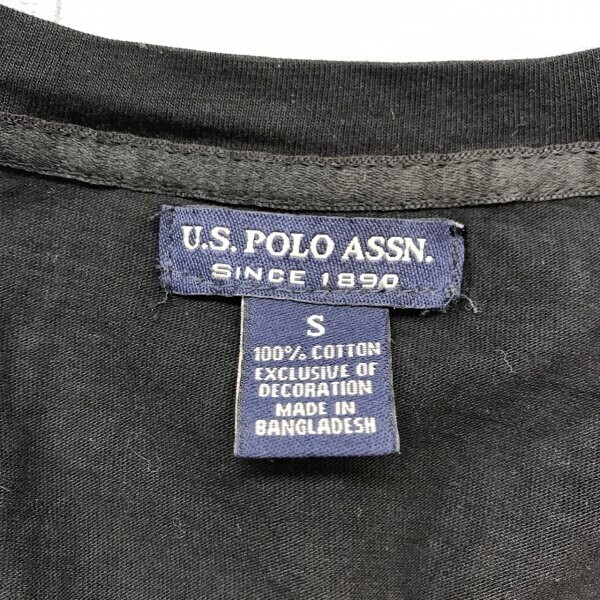 U.S. POLO ASSN.
SINCE 1890
S
100% COTTON
EXCLUSIVE OF
DECORATION
MADE IN
BANGLADESH